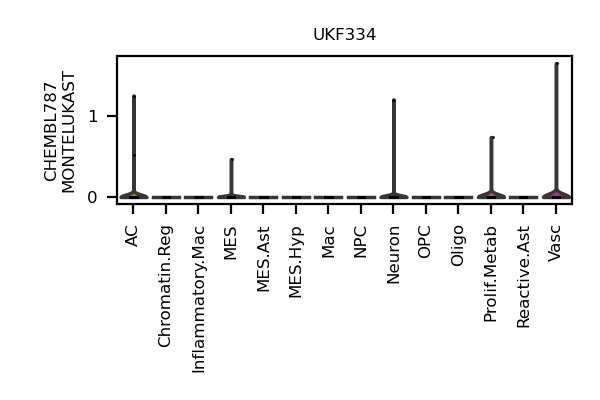 UKF334
CHEMBL787
MONTELUKAST
1
0
AC
Chromatin.Reg
Inflammatory.Mac
MES
MES.Ast
MES.Hyp
Mac
NPC
Neuron
OPC
Oligo
Prolif.Metab
Reactive.Ast
Vasc